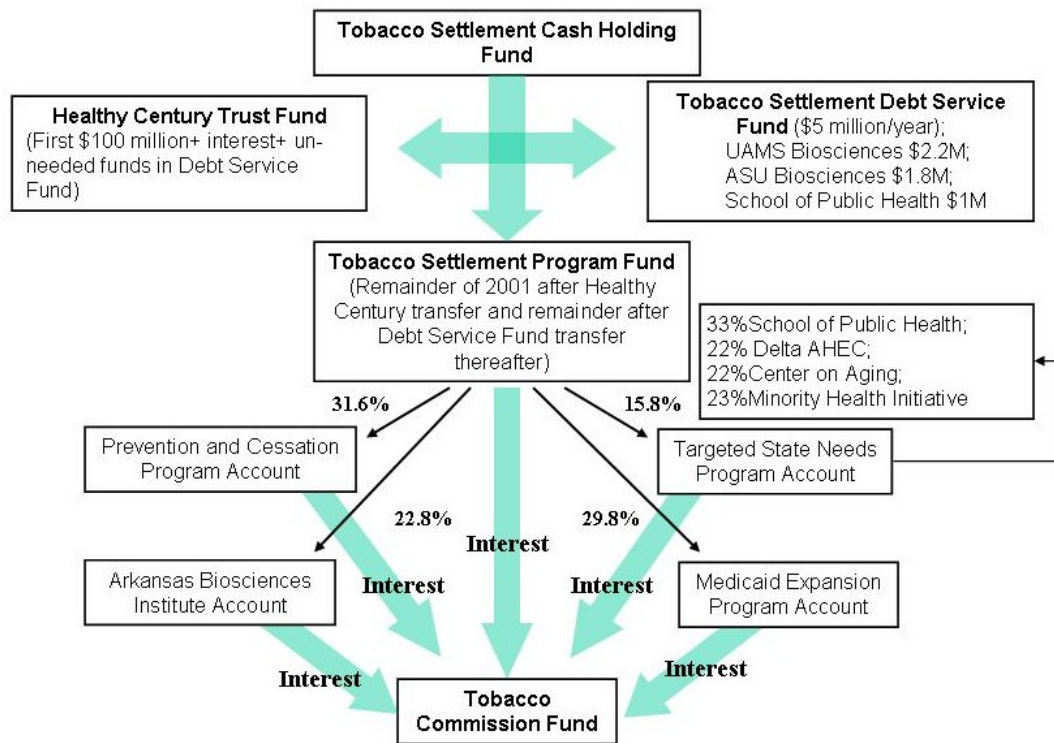 Tobacco Settlement Cash Holding
Fund
Healthy Century Trust Fund
(First $100 million+ interest+ un-
needed funds in Debt Service
Fund)
Tobacco Settlement Debt Service
Fund ($5 million/year);
UAMS Biosciences $2.2M;
ASU Biosciences $1.8M;
School of Public Health $1M
Tobacco Settlement Program Fund
(Remainder of 2001 after Healthy
Century transfer and remainder after
Debt Service Fund transfer
thereafter)
33%School of Public Health;
22% Delta AHEC;
22%Center on Aging;
23%Minority Health Initiative
31.6%
15.8%
Prevention and Cessation
Program Account
Targeted State Needs
Program Account
22.8%
29.8%
Interest
Arkansas Biosciences
Institute Account
Interest
Interest
Medicaid Expansion
Program Account
Interest
Interest
Tobacco
Commission Fund